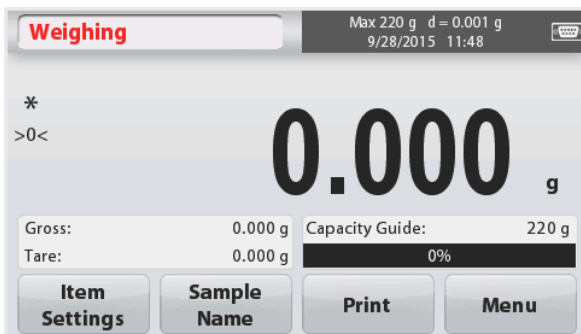 Weighing
Max 220 g d = 0.001 g
9/28/2015 11:48
*
>0<
0.000 g
Gross: 0.000 g
Tare: 0.000 g
Capacity Guide: 220 g
0%
Item
Settings
Sample
Name
Print
Menu